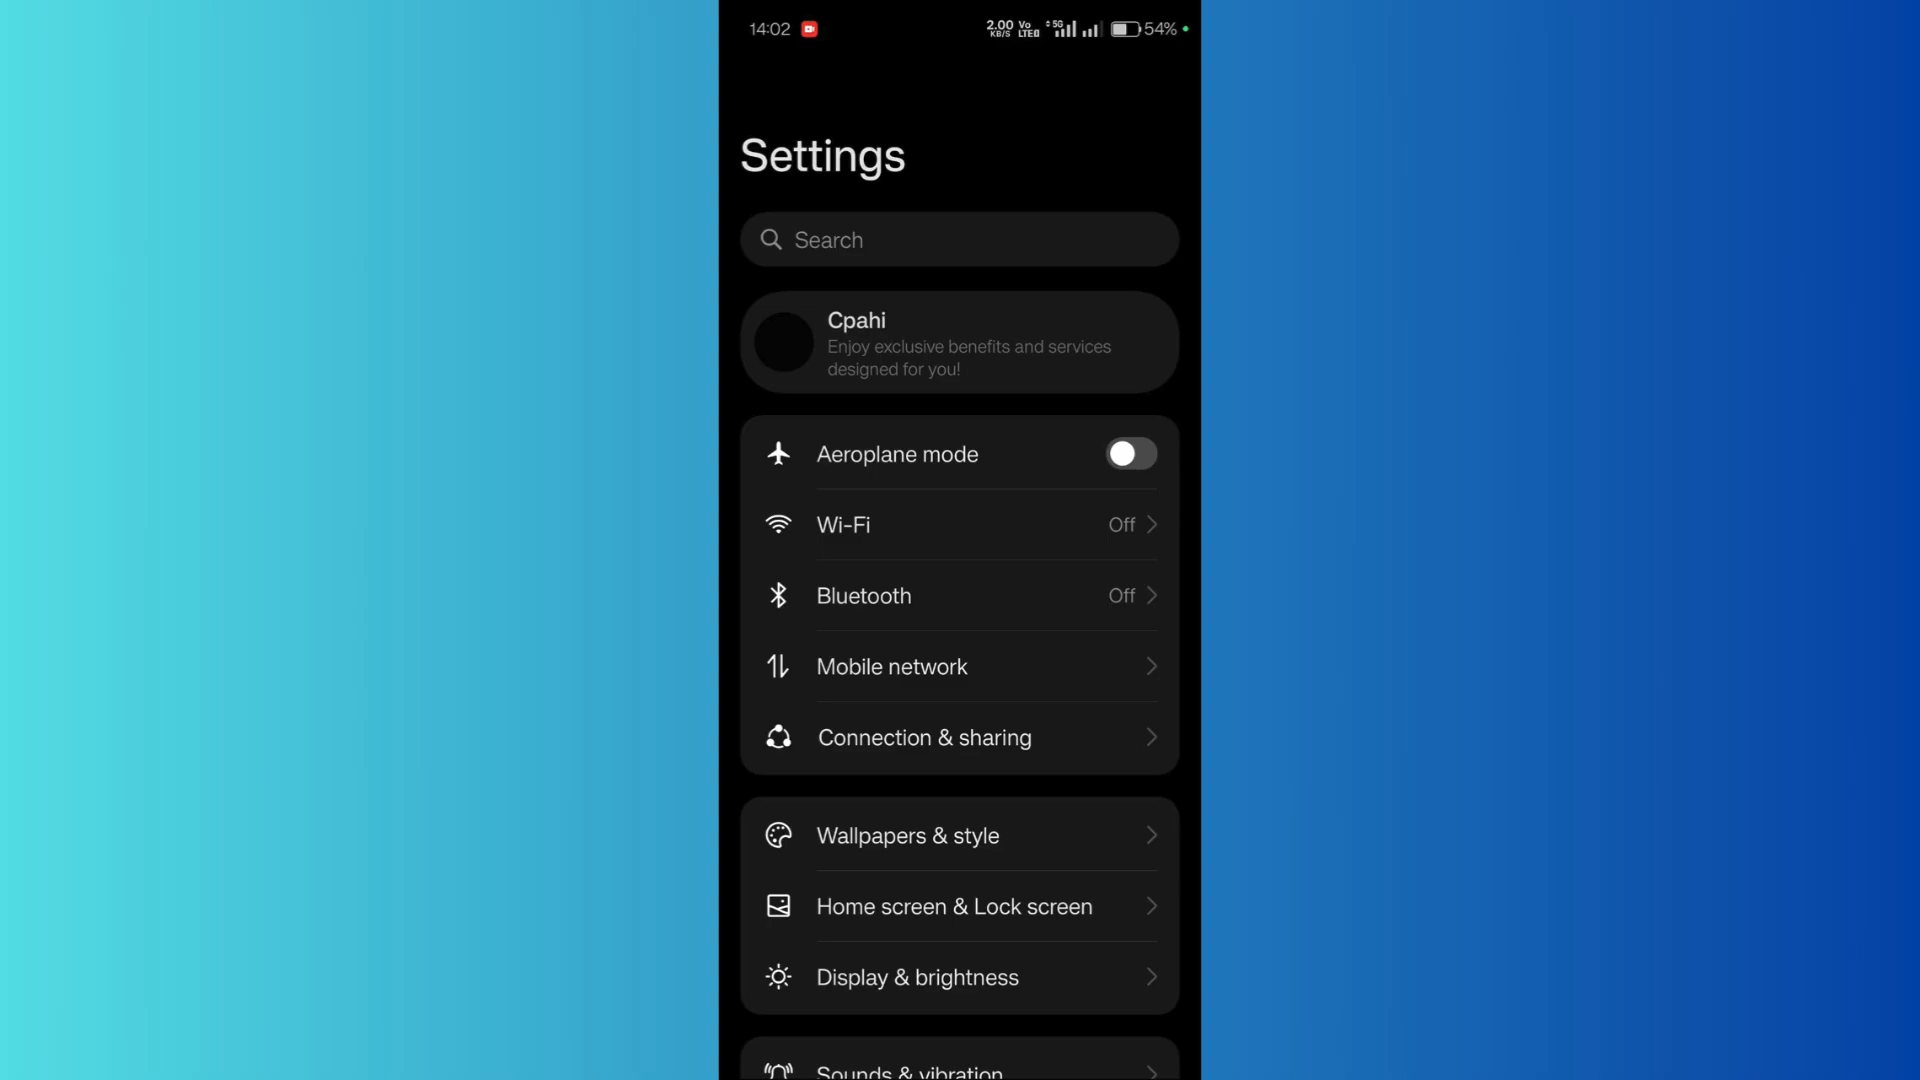 14:02 2.00 KB/S Vo LTE 5G 54%
Settings
Search
Cpahi
Enjoy exclusive benefits and services
designed for you!
Aeroplane mode
Wi-Fi Off
Bluetooth Off
Mobile network
Connection & sharing
Wallpapers & style
Home screen & Lock screen
Display & brightness
Sounds & vibration